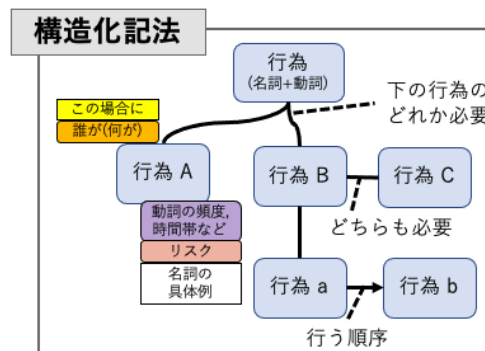 構造化記法
行為
(名詞+動詞)
下の行為の
どれか必要
この場合に
誰が(何が)
行為 A
行為 B
行為 C
動詞の頻度,
時間帯など
どちらも必要
リスク
名詞の
具体例
行為 a
行為 b
行う順序